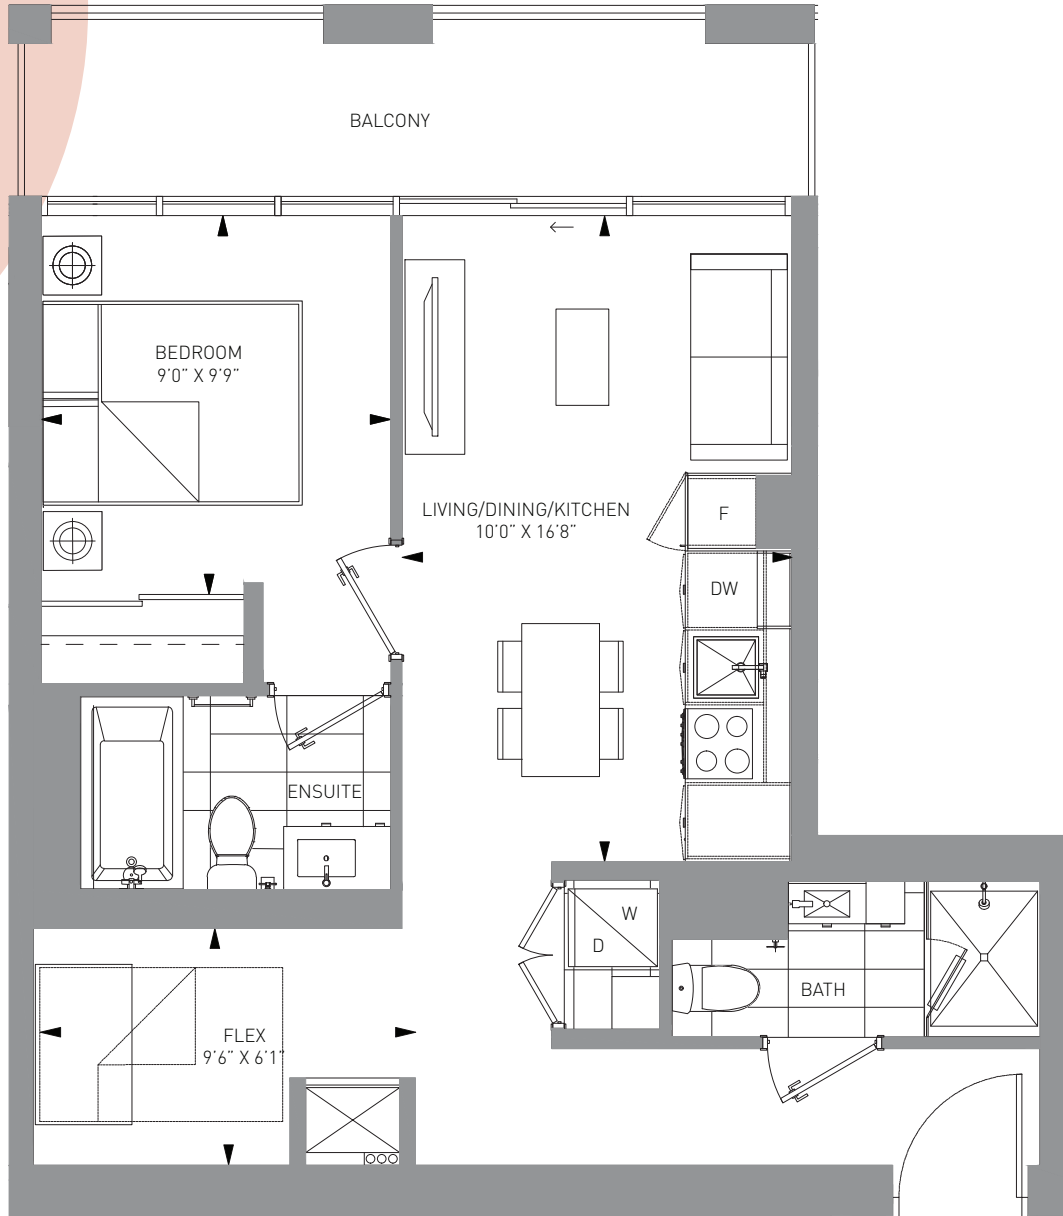 BALCONY
BEDROOM
9'0" X 9'9"
LIVING/DINING/KITCHEN
10'0" X 16'8"
F
DW
ENSUITE
W
D
BATH
FLEX
9'6" X 6'1"